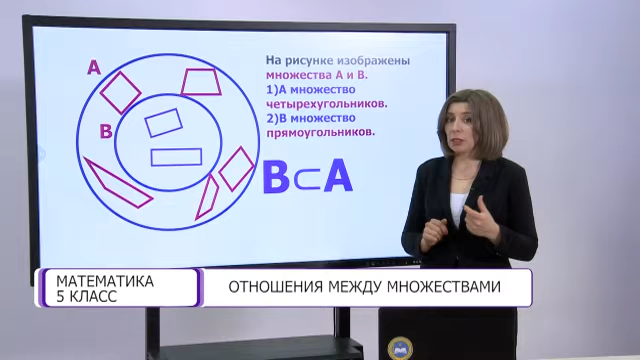 На рисунке изображены
множества А и В.
1)А множество
четырехугольников.
2)В множество
прямоугольников.
А
В
В⊂А
МАТЕМАТИКА
5 КЛАСС
ОТНОШЕНИЯ МЕЖДУ МНОЖЕСТВАМИ